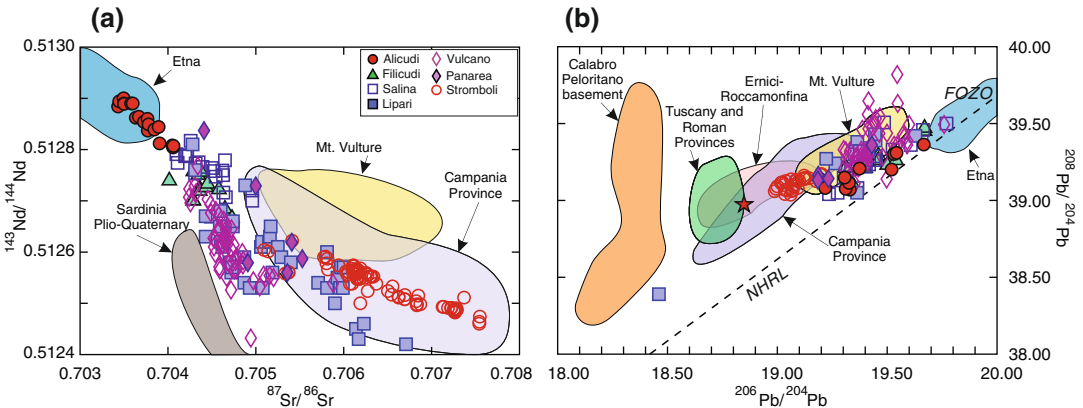 (a)
0.5130
0.5128
0.5126
0.5124
143Nd/144Nd
0.703
0.704
0.705
0.706
0.707
0.708
87Sr/86Sr
Etna
Alicudi
Filicudi
Salina
Lipari
Vulcano
Panarea
Stromboli
Mt. Vulture
Campania
Province
Sardinia
Plio-Quaternary
(b)
Calabro
Peloritano
basement
Tuscany and
Roman
Provinces
Ernici-
Roccamonfina
Mt. Vulture
FOZO
Etna
Campania
Province
NHRL
40.00
39.50
39.00
38.50
38.00
208Pb/204Pb
18.00
18.50
19.00
19.50
20.00
206Pb/204Pb